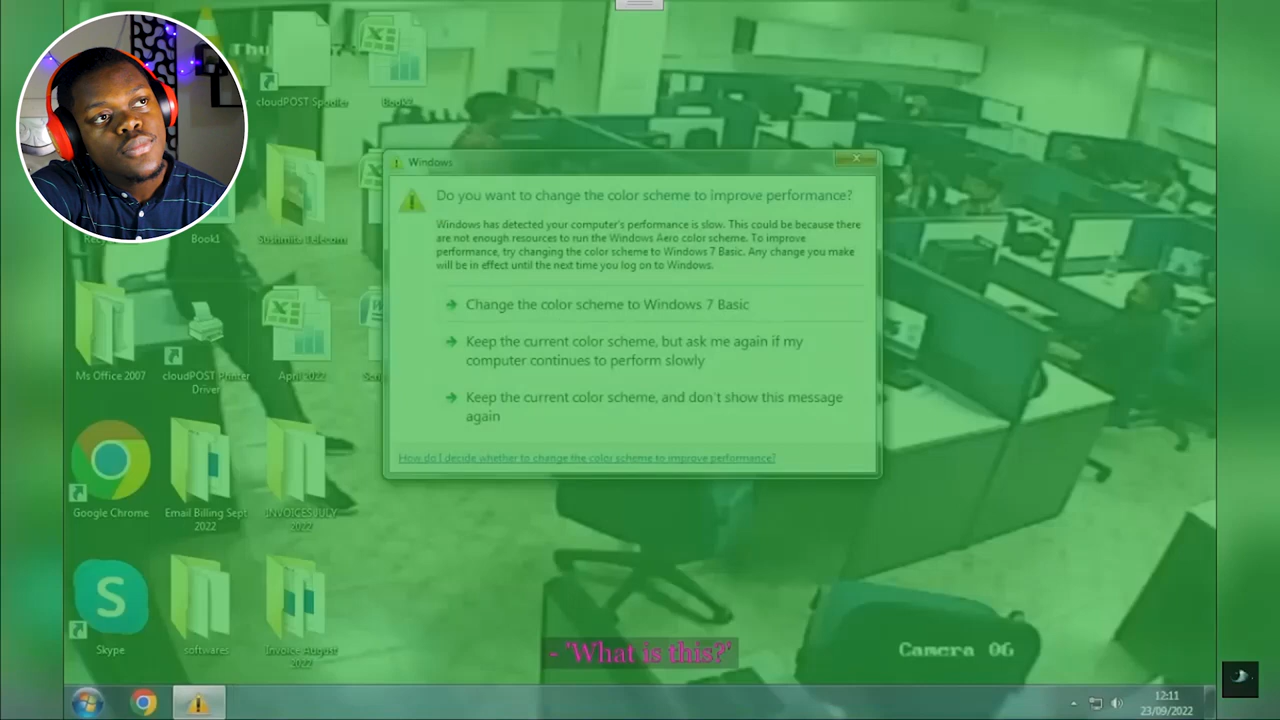 Thu
cloudPOST Spooler
Book2
Windows
Do you want to change the color scheme to improve performance?
Windows has detected your computer's performance is slow. This could be because there
are not enough resources to run the Windows Aero color scheme. To improve
performance, try changing the color scheme to Windows 7 Basic. Any change you make
will be in effect until the next time you log on to Windows.
Book1
Sushmita Telecom
Change the color scheme to Windows 7 Basic
Keep the current color scheme, but ask me again if my
computer continues to perform slowly
Ms Office 2007
cloudPOST Printer
Driver
April 2022
Keep the current color scheme, and don't show this message
again
How do I decide whether to change the color scheme to improve performance?
Google Chrome
Email Billing Sept
2022
INVOICES JULY
2022
S
Skype
softwares
Invoice August
2022
- 'What is this?'
Camera 06
12:11
23/09/2022